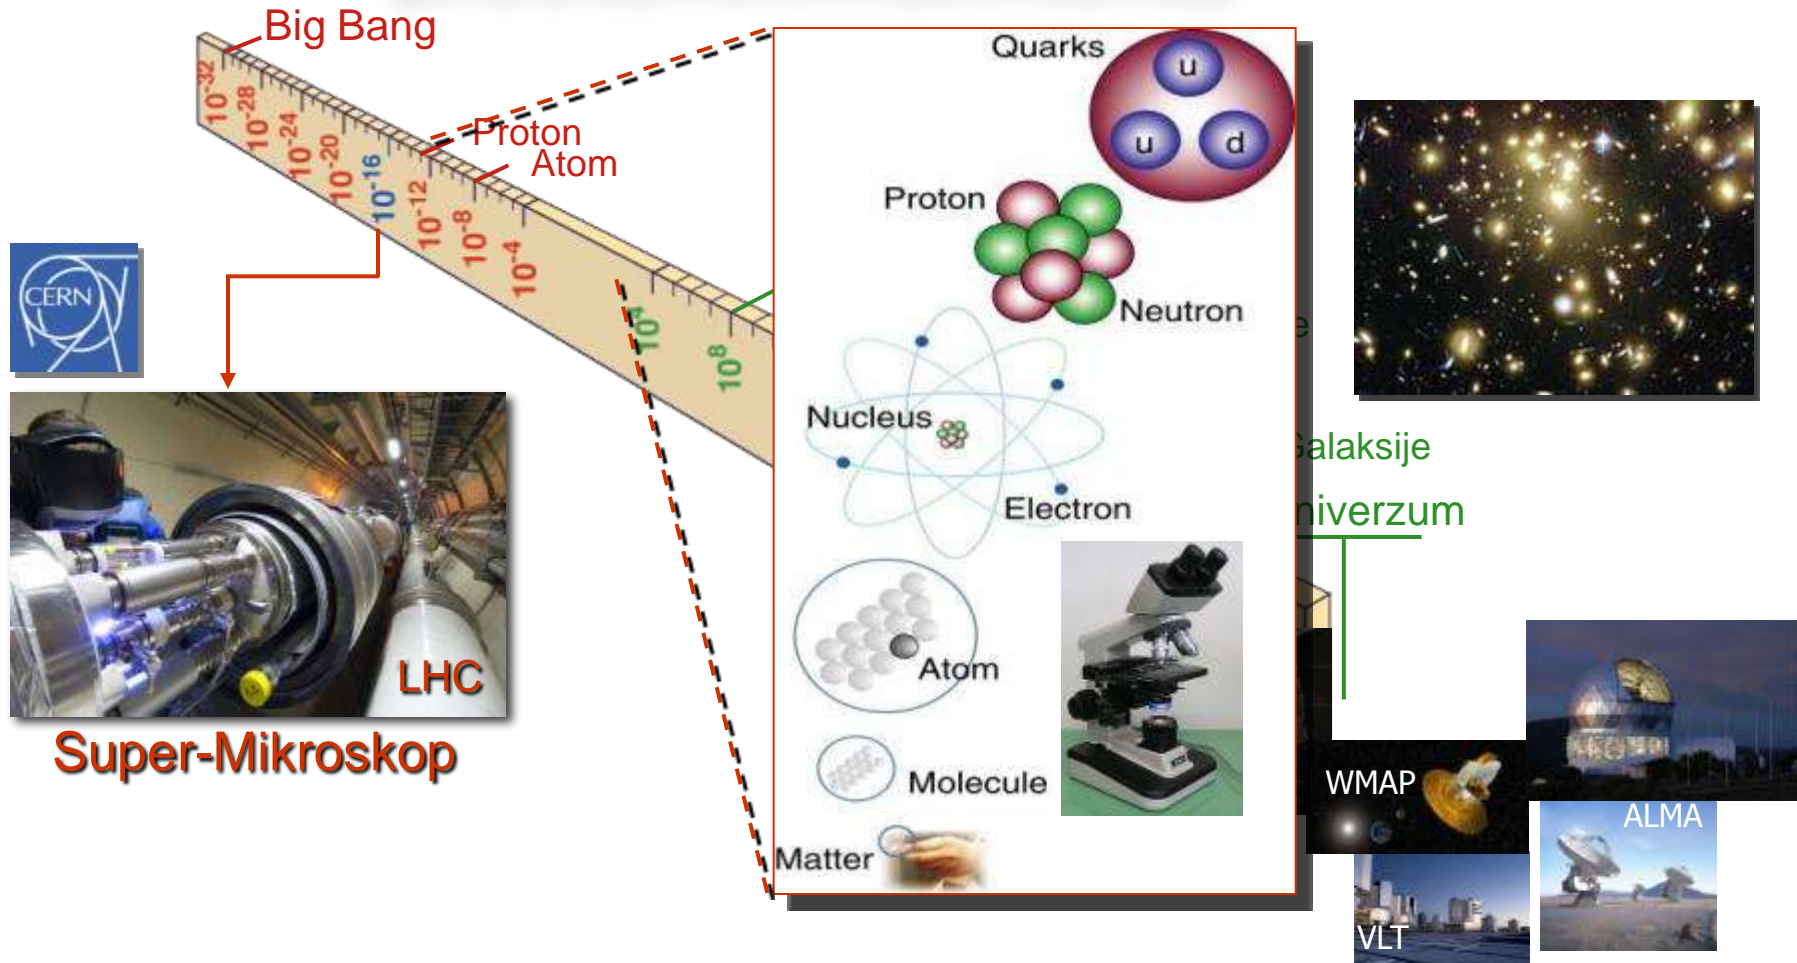 Big Bang
Proton
Atom
10-32
10-28
10-24
10-20
10-16
10-12
10-8
10-4
104
108
CERN
LHC
Super-Mikroskop
Quarks
u
u
d
Proton
Neutron
Nucleus
Electron
Atom
Molecule
Matter
e
alaksije
niverzum
WMAP
ALMA
VLT